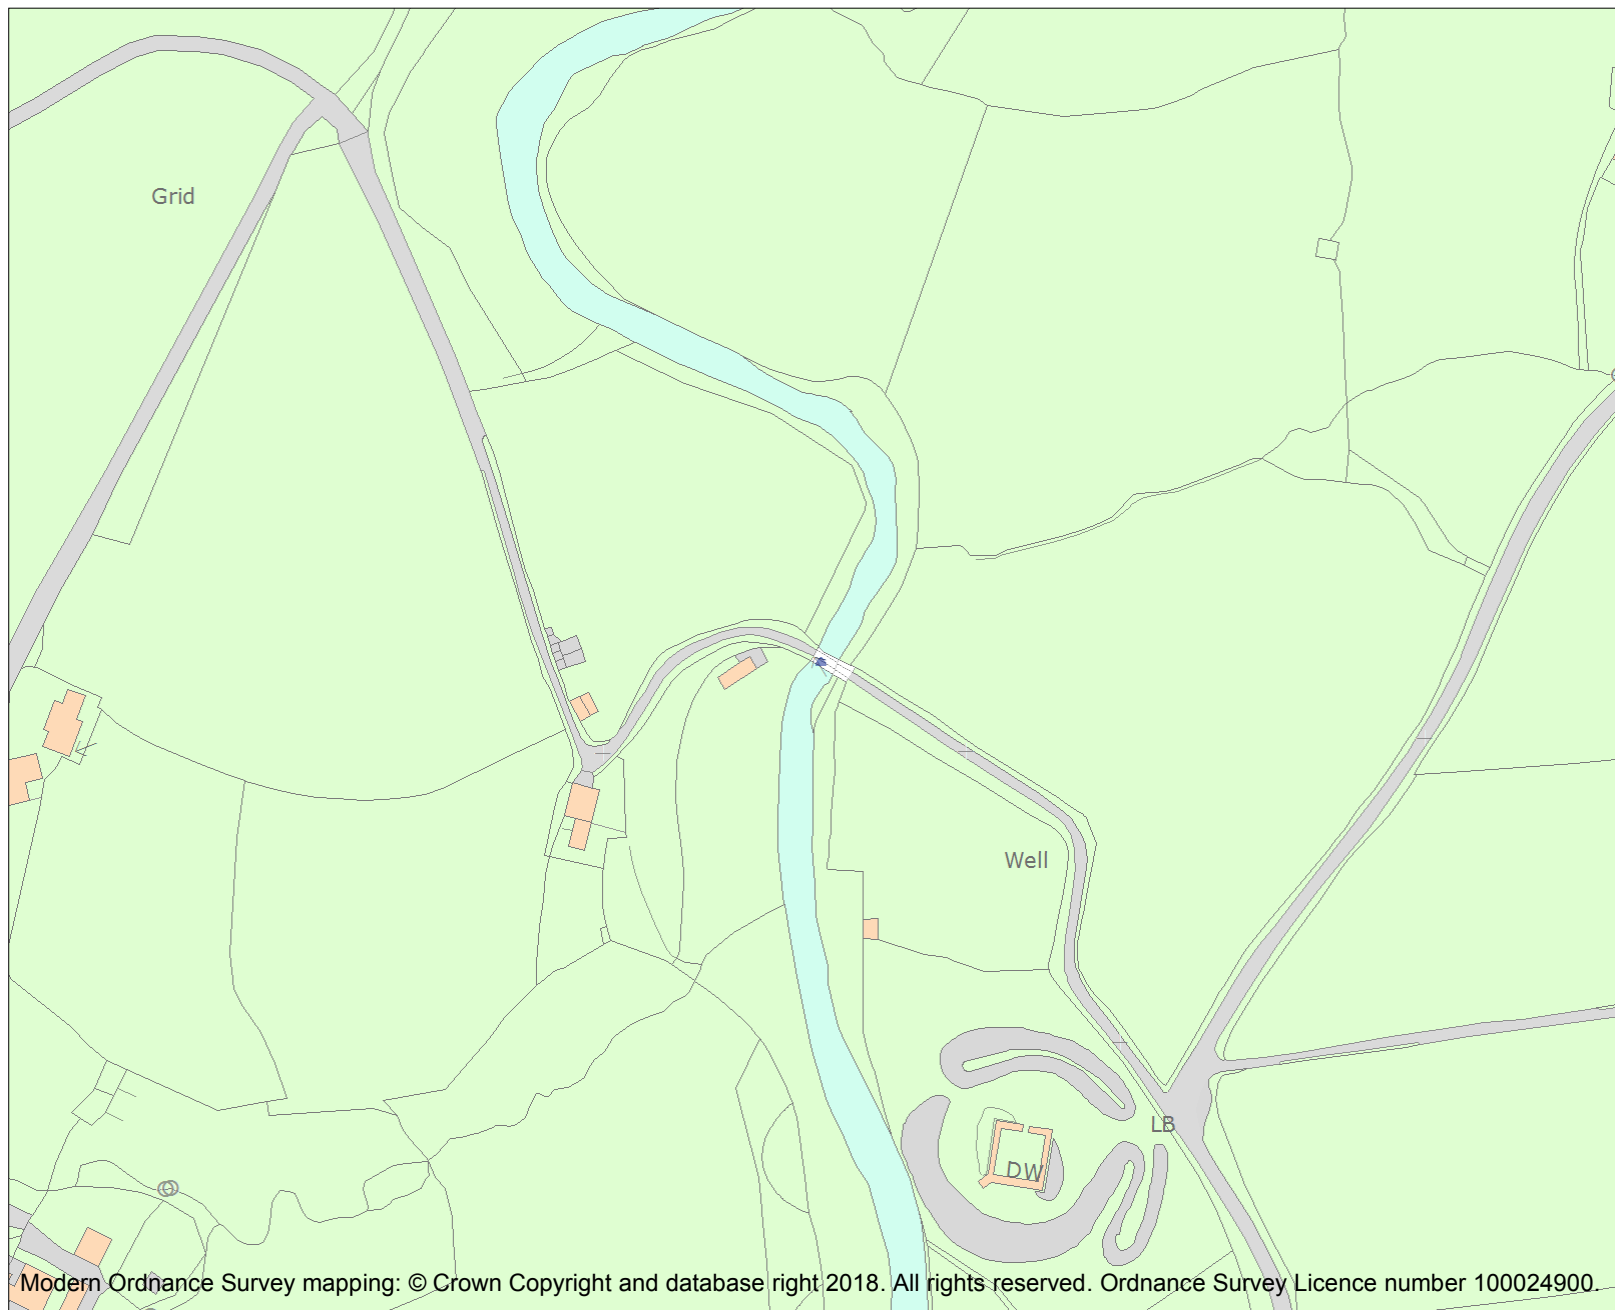 Grid
Well
LB
DW
Modern Ordnance Survey mapping: © Crown Copyright and database right 2018. All rights reserved. Ordnance Survey Licence number 100024900.